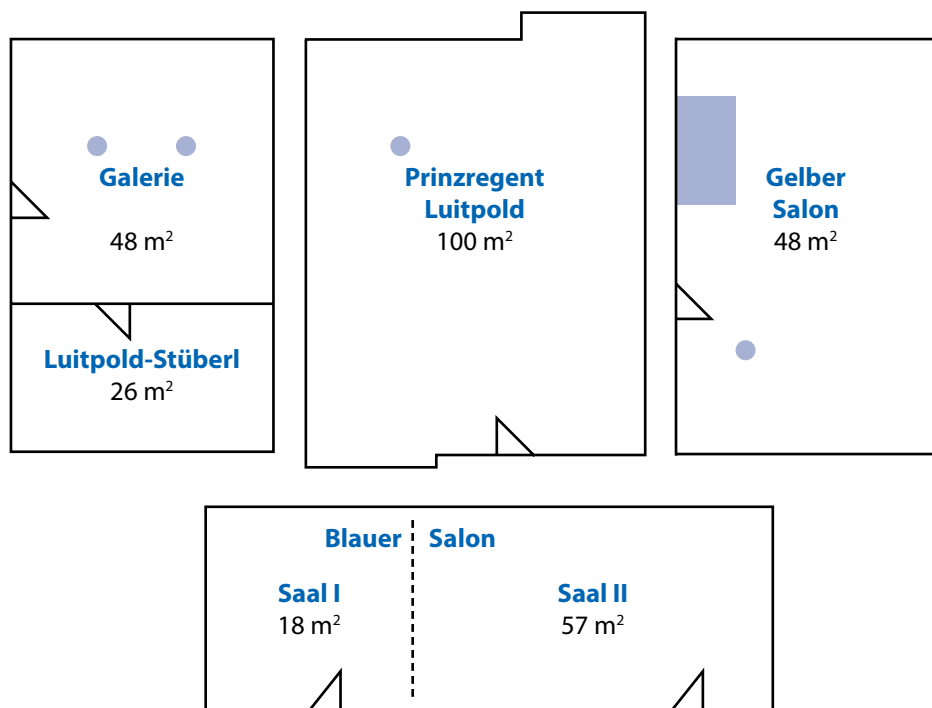 Galerie
48 m²
Luitpold-Stüberl
26 m²
Prinzregent
Luitpold
100 m²
Gelber
Salon
48 m²
Blauer Salon
Saal I
18 m²
Saal II
57 m²